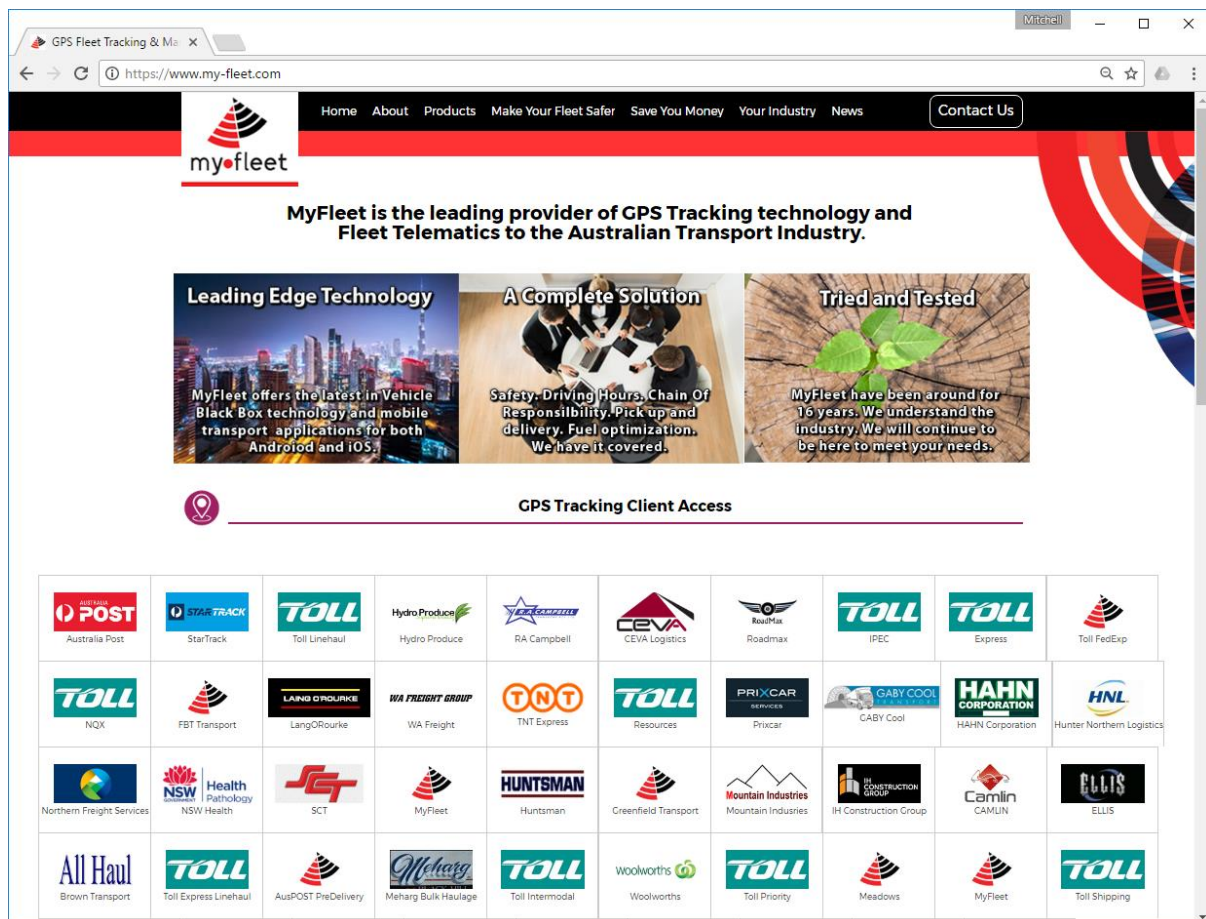 Mitchell
GPS Fleet Tracking & Ma
https://www.my-fleet.com
Home About Products Make Your Fleet Safer Save You Money Your Industry News Contact Us
my fleet
MyFleet is the leading provider of GPS Tracking technology and
Fleet Telematics to the Australian Transport Industry.
Leading Edge Technology
MyFleet offers the latest in Vehicle
Black Box technology and mobile
transport applications for both
Androiod and iOS.
A Complete Solution
Safety. Driving Hours. Chain Of
Responsilbility. Pick up and
delivery. Fuel optimization.
We have it covered.
Tried and Tested
MyFleet have been around for
16 years. We understand the
industry. We will continue to
be here to meet your needs.
GPS Tracking Client Access
AUSTRALIA POST STARTRACK TOLL Hydro Produce R.A.CAMPBELL CEVA RoadMax TOLL TOLL
Australia Post StarTrack Toll Linehaul Hydro Produce RA Campbell CEVA Logistics Roadmax IPEC Express Toll FedExp
TOLL LAING O'ROURKE WA FREIGHT GROUP TNT TOLL PRIXCAR SERVICES GABY COOL TRANSPORT HAHN CORPORATION HNL
NQX FBT Transport LangORourke WA Freight TNT Express Resources Prixcar GABY Cool HAHN Corporation Hunter Northern Logistics
NSW GOVERNMENT Health Pathology SCT HUNTSMAN Mountain Industries IH CONSTRUCTION GROUP Camlin ELLIS
Northern Freight Services NSW Health SCT MyFleet Huntsman Greenfield Transport Mountain Indusries IH Construction Group CAMLIN ELLIS
All Haul TOLL Meharg TOLL woolworths TOLL TOLL
Brown Transport Toll Express Linehaul AusPOST PreDelivery Meharg Bulk Haulage Toll Intermodal Woolworths Toll Priority Meadows MyFleet Toll Shipping